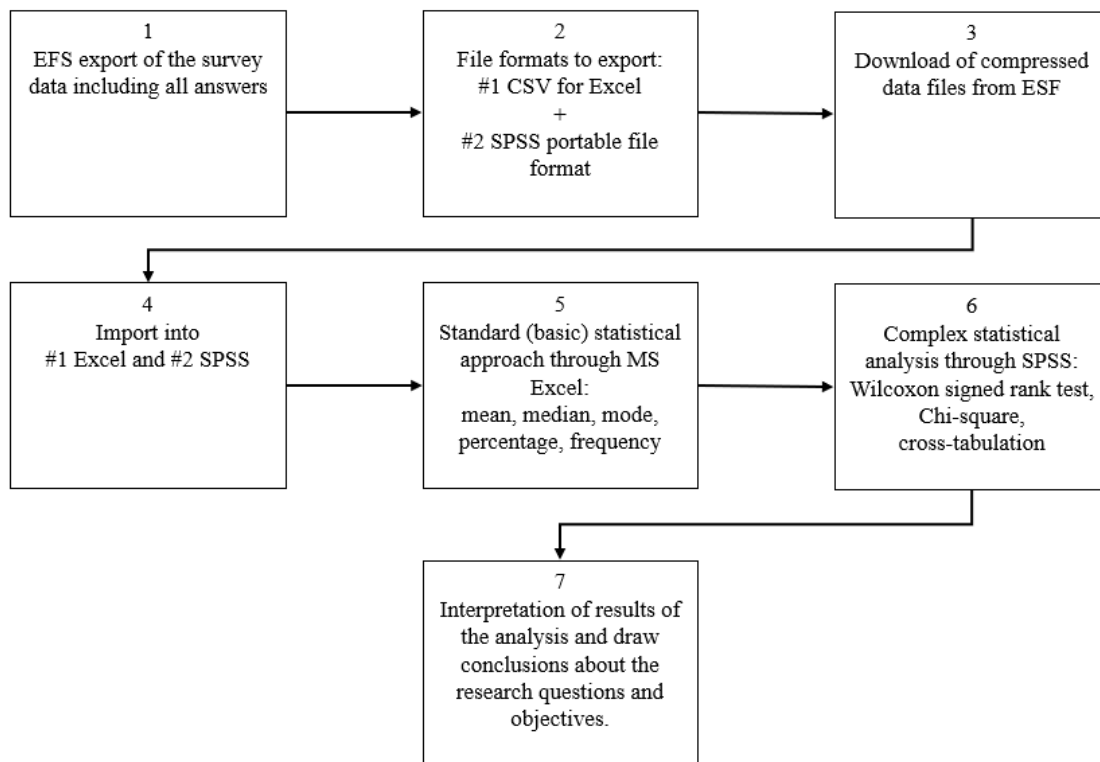 1
EFS export of the survey
data including all answers
2
File formats to export:
#1 CSV for Excel
+
#2 SPSS portable file
format
3
Download of compressed
data files from ESF
4
Import into
#1 Excel and #2 SPSS
5
Standard (basic) statistical
approach through MS
Excel:
mean, median, mode,
percentage, frequency
6
Complex statistical
analysis through SPSS:
Wilcoxon signed rank test,
Chi-square,
cross-tabulation
7
Interpretation of results of
the analysis and draw
conclusions about the
research questions and
objectives.